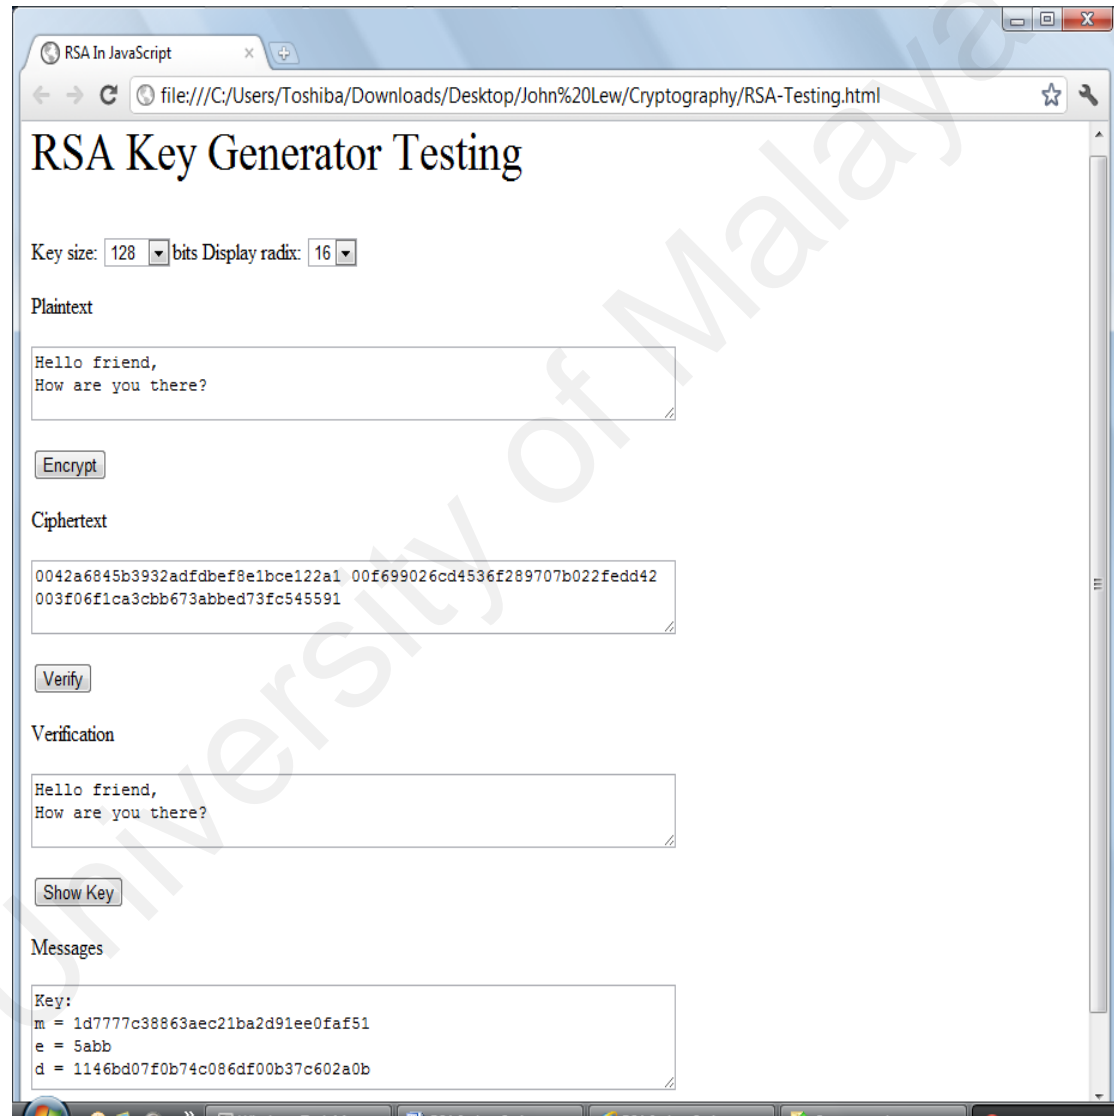 RSA In JavaScript
file:///C:/Users/Toshiba/Downloads/Desktop/John%20Lew/Cryptography/RSA-Testing.html
RSA Key Generator Testing
Key size: 128 bits Display radix: 16
Plaintext
Hello friend,
How are you there?
Encrypt
Ciphertext
0042a6845b3932adfdbef8e1bce122a1 00f699026cd4536f289707b022fedd42
003f06f1ca3cbb673abbed73fc545591
Verify
Verification
Hello friend,
How are you there?
Show Key
Messages
Key:
m = 1d7777c38863aec21ba2d91ee0faf51
e = 5abb
d = 1146bd07f0b74c086df00b37c602a0b
University of Malaya